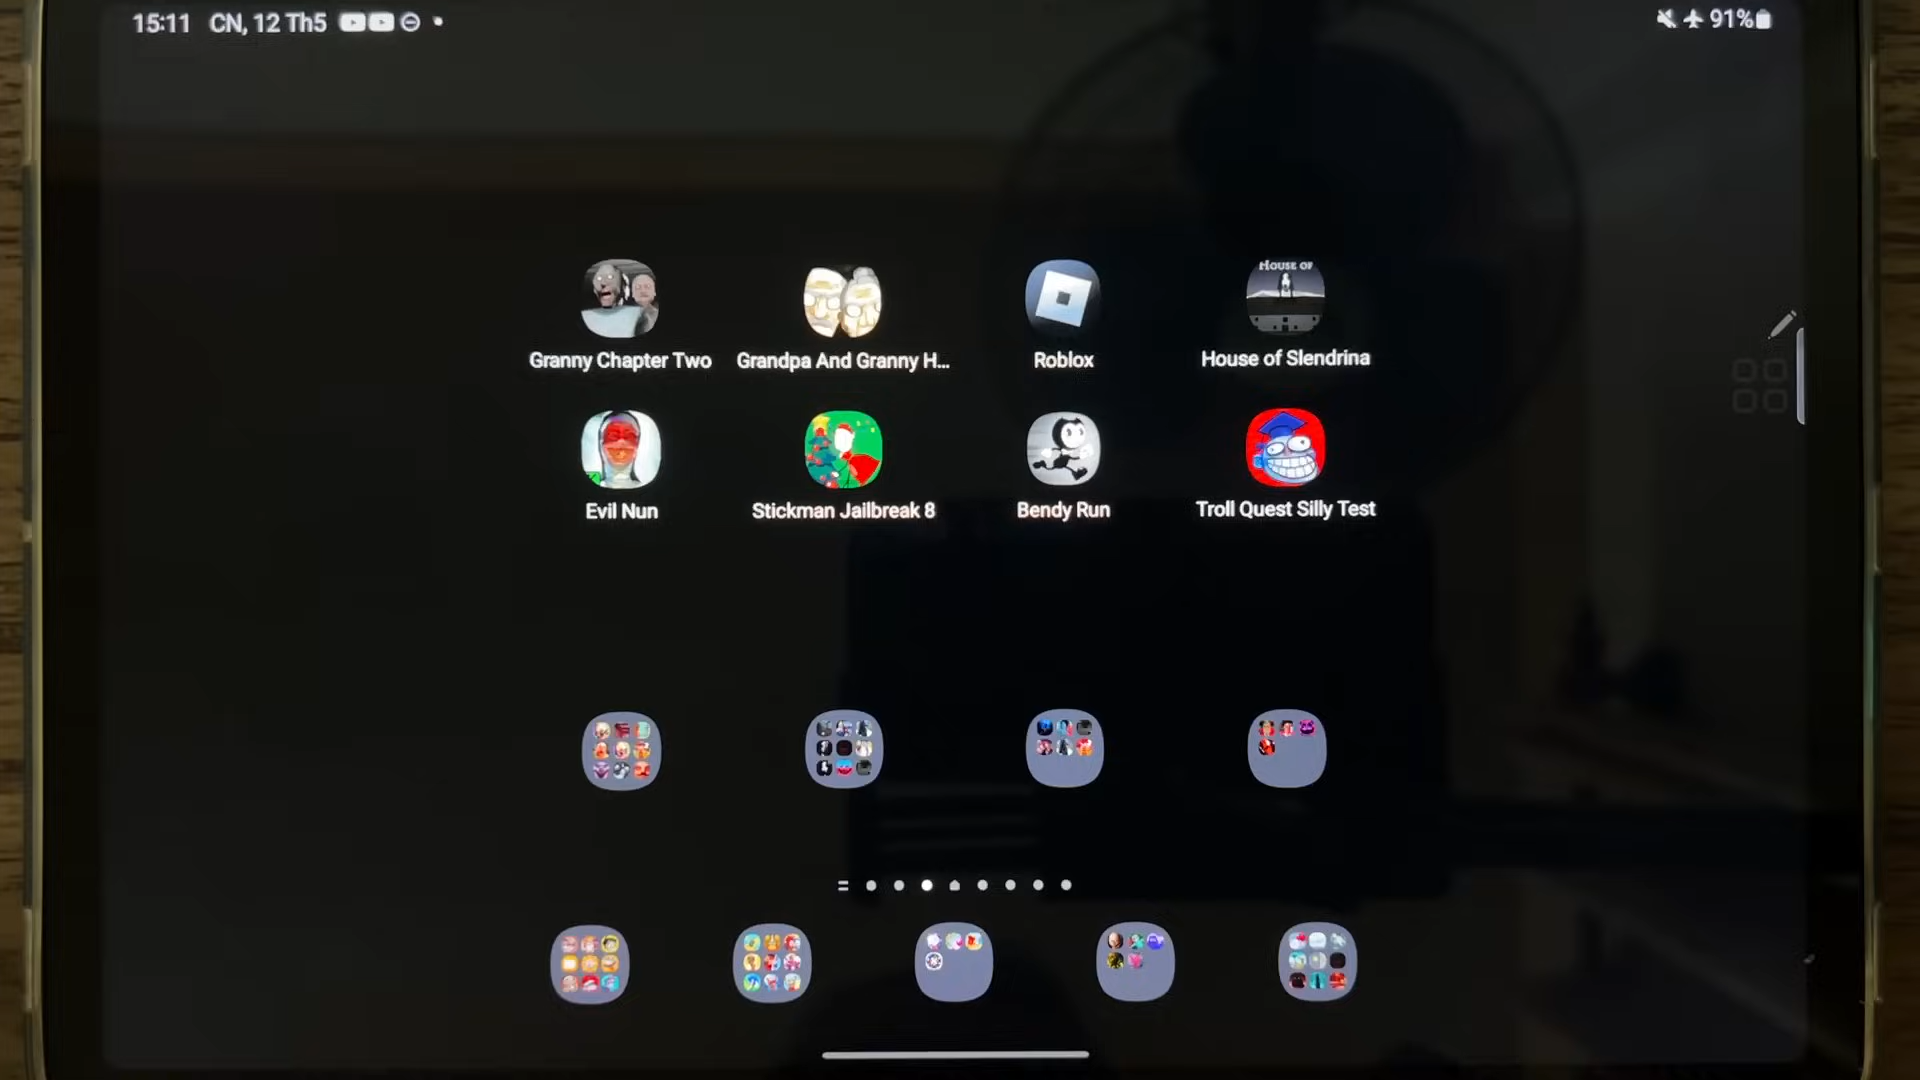 15:11 CN, 12 Th5 91%
Granny Chapter Two Grandpa And Granny H... Roblox House of Slendrina
HOUSE OF
Evil Nun Stickman Jailbreak 8 Bendy Run Troll Quest Silly Test